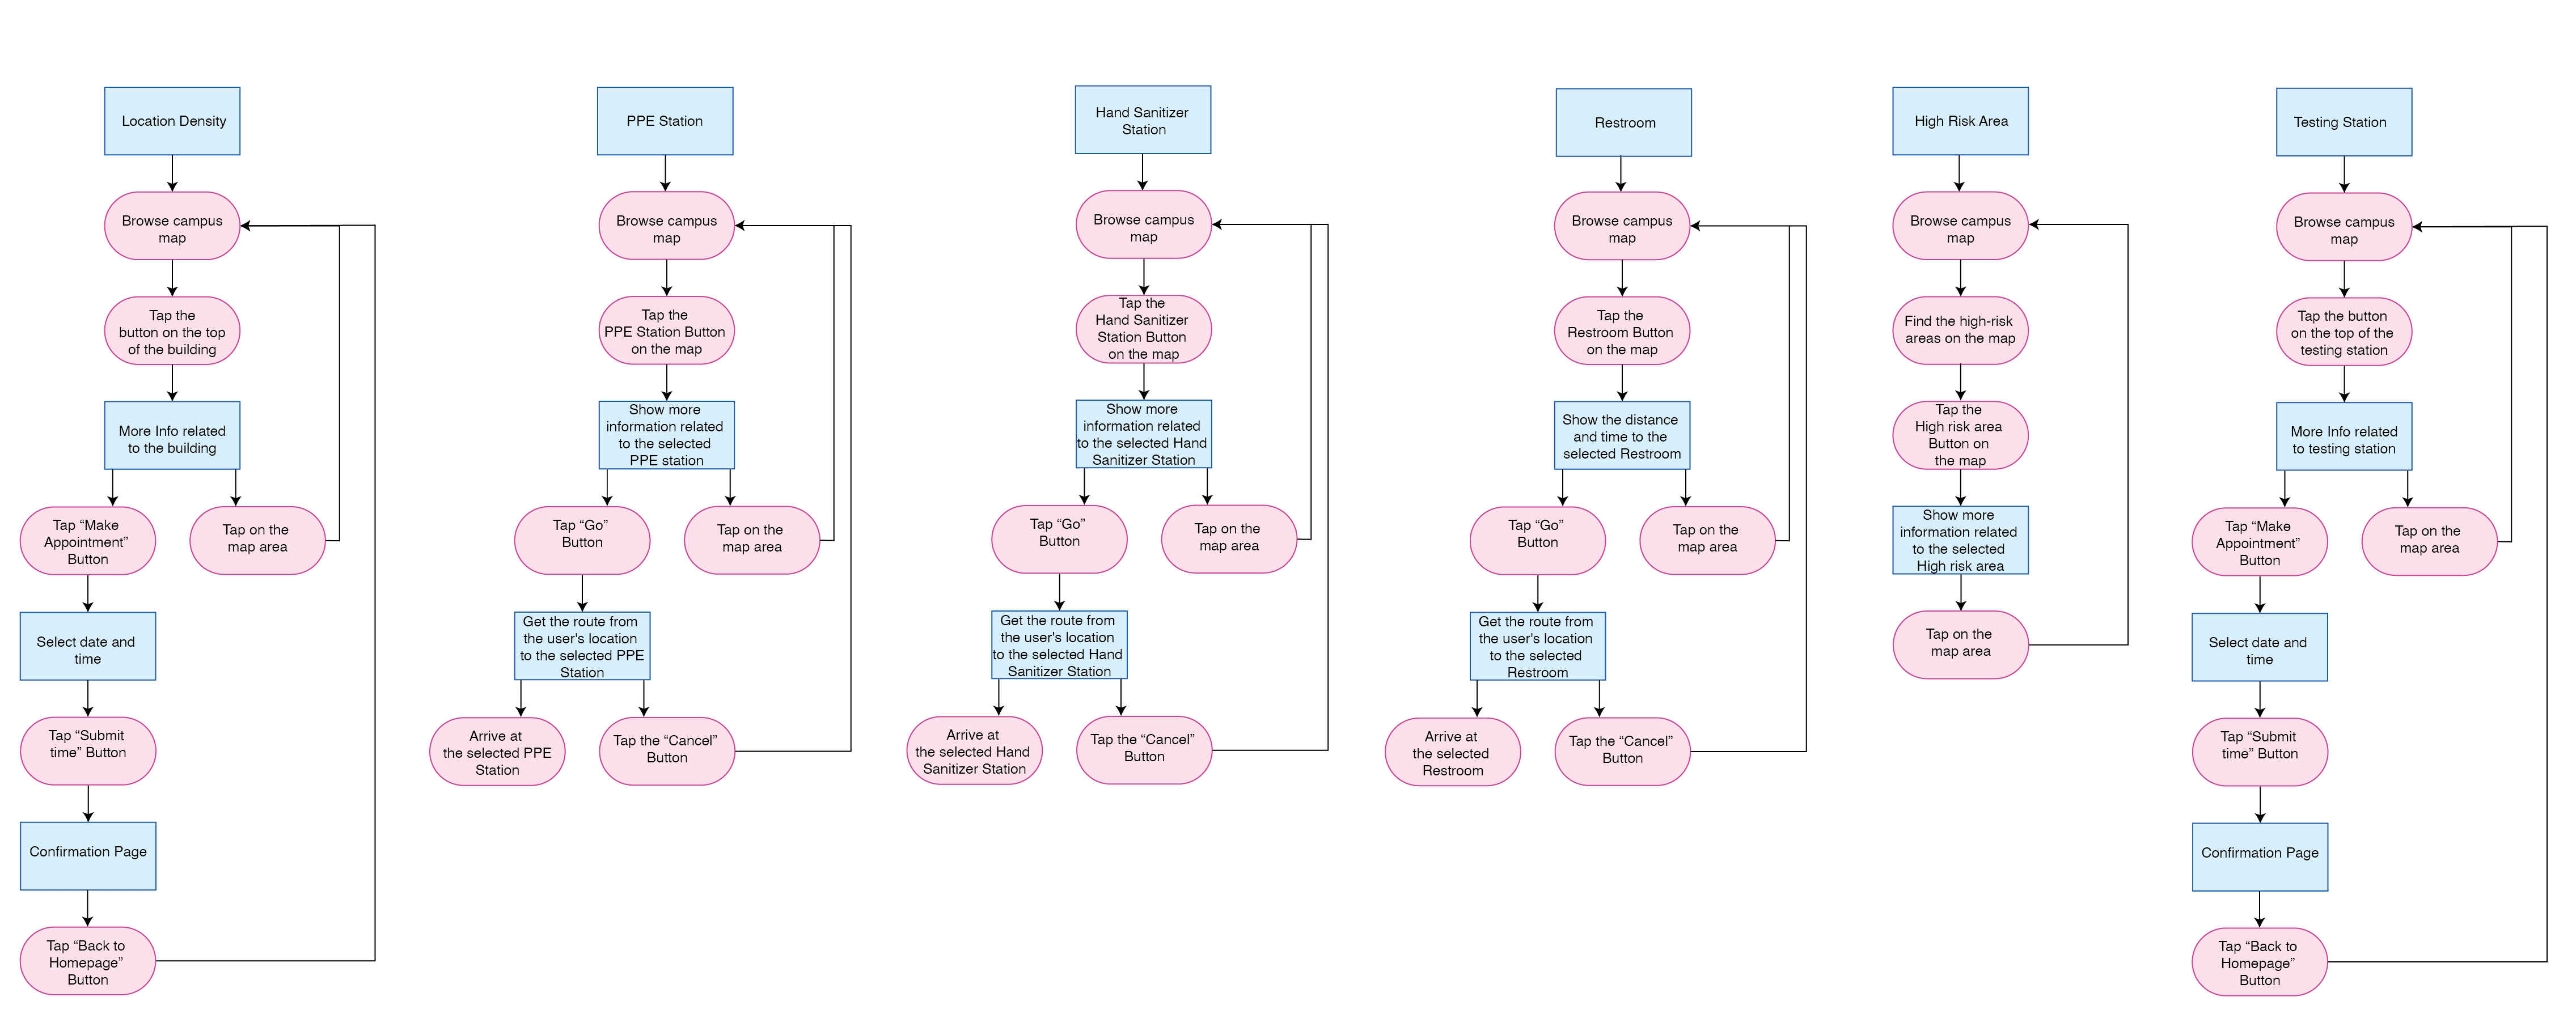 Location Density
Browse campus
map
Tap the
button on the top
of the building
More Info related
to the building
Tap “Make
Appointment”
Button
Tap on the
map area
Select date and
time
Tap “Submit
time” Button
Confirmation Page
Tap “Back to
Homepage”
Button
PPE Station
Browse campus
map
Tap the
PPE Station Button
on the map
Show more
information related
to the selected
PPE station
Tap “Go”
Button
Tap on the
map area
Get the route from
the user's location
to the selected PPE
Station
Arrive at
the selected PPE
Station
Tap the “Cancel”
Button
Hand Sanitizer
Station
Browse campus
map
Tap the
Hand Sanitizer
Station Button
on the map
Show more
information related
to the selected Hand
Sanitizer Station
Tap “Go”
Button
Tap on the
map area
Get the route from
the user's location
to the selected Hand
Sanitizer Station
Arrive at
the selected Hand
Sanitizer Station
Tap the “Cancel”
Button
Restroom
Browse campus
map
Tap the
Restroom Button
on the map
Show the distance
and time to the
selected Restroom
Tap “Go”
Button
Tap on the
map area
Get the route from
the user's location
to the selected
Restroom
Arrive at
the selected
Restroom
Tap the “Cancel”
Button
High Risk Area
Browse campus
map
Find the high-risk
areas on the map
Tap the
High risk area
Button on
the map
Show more
information related
to the selected
High risk area
Tap on the
map area
Testing Station
Browse campus
map
Tap the button
on the top of the
testing station
More Info related
to testing station
Tap “Make
Appointment”
Button
Tap on the
map area
Select date and
time
Tap “Submit
time” Button
Confirmation Page
Tap “Back to
Homepage”
Button